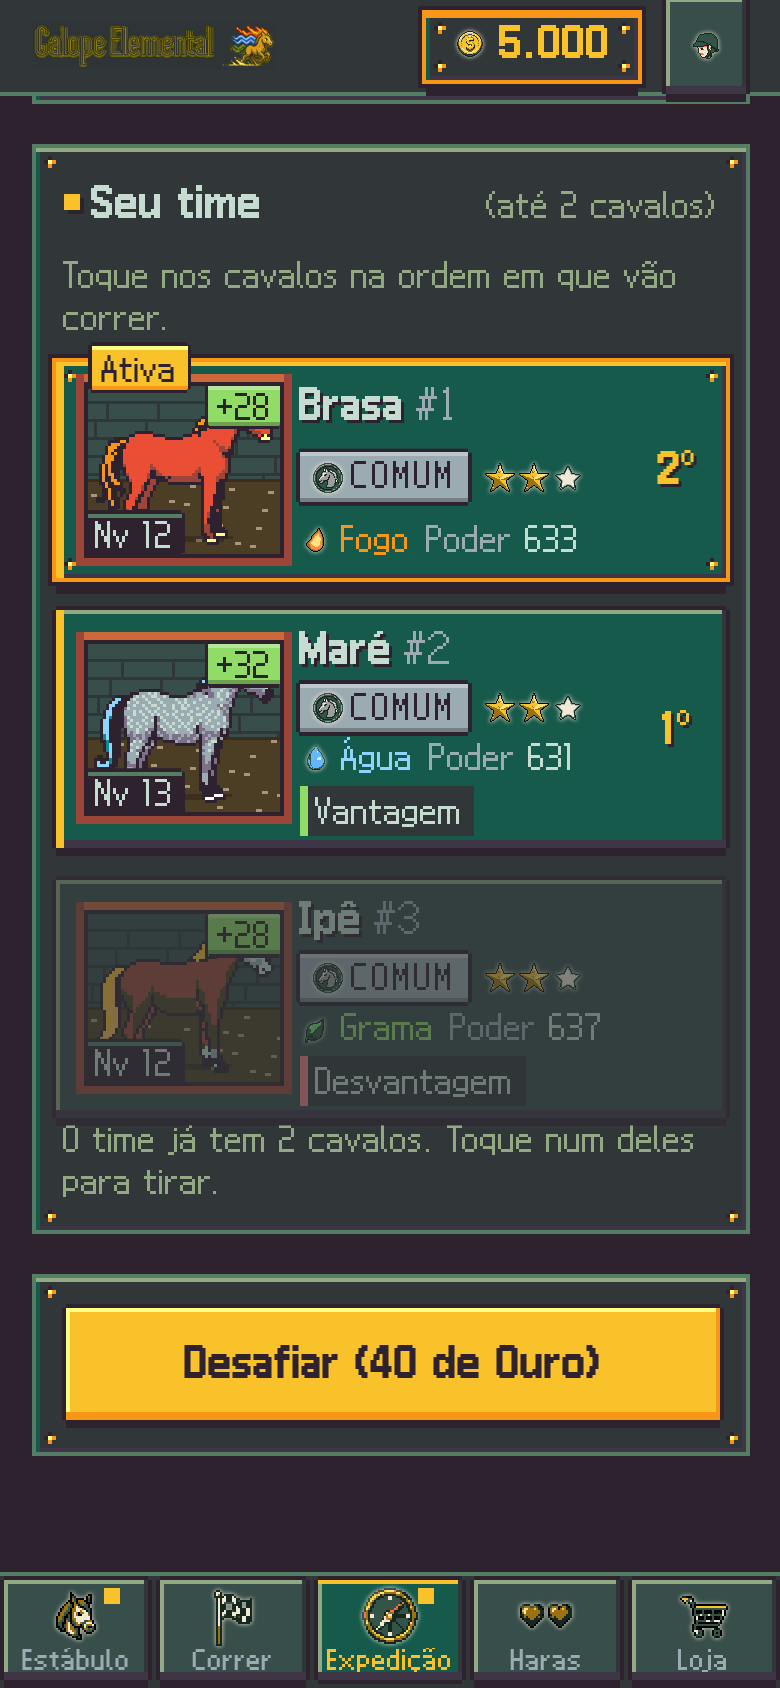 Galope Elemental
5.000
Seu time
(até 2 cavalos)
Toque nos cavalos na ordem em que vão
correr.
Ativa
+28
Brasa #1
COMUM
2º
Nv 12
Fogo Poder 633
+32
Maré #2
COMUM
1º
Água Poder 631
Nv 13
Vantagem
+28
Ipê #3
COMUM
Grama Poder 637
Nv 12
Desvantagem
O time já tem 2 cavalos. Toque num deles
para tirar.
Desafiar (40 de Ouro)
Estábulo
Correr
Expedição
Haras
Loja